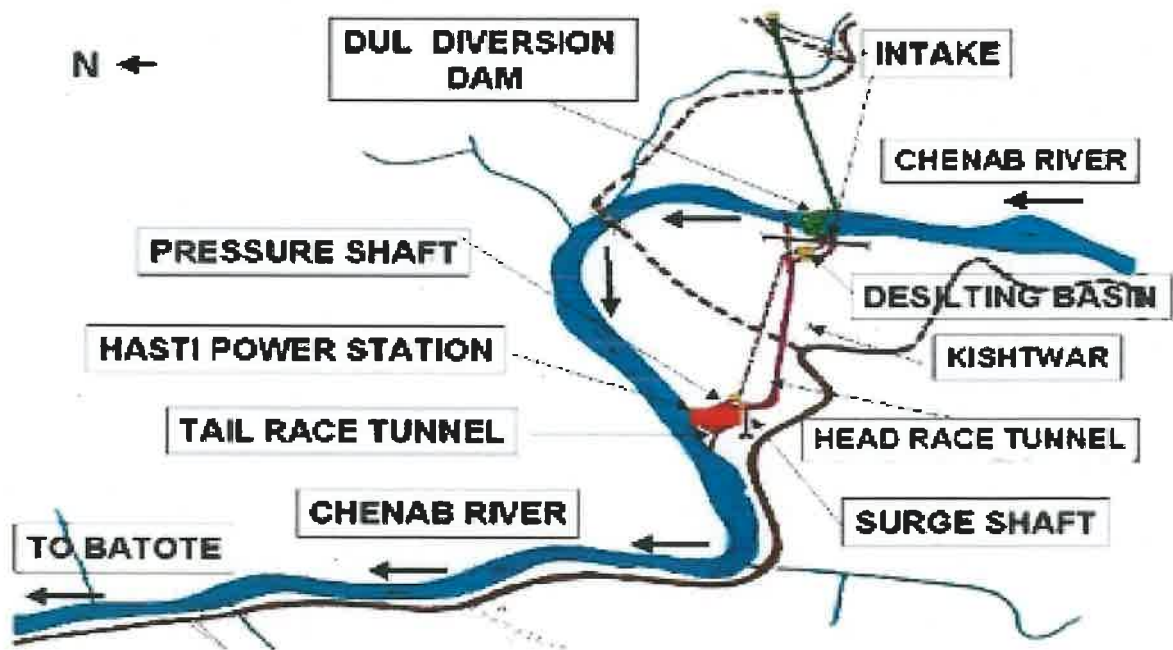 DUL DIVERSION
DAM
INTAKE
N
CHENAB RIVER
PRESSURE SHAFT
DESILTING BASIN
HASTI POWER STATION
KISHTWAR
TAIL RACE TUNNEL
HEAD RACE TUNNEL
CHENAB RIVER
SURGE SHAFT
TO BATOTE